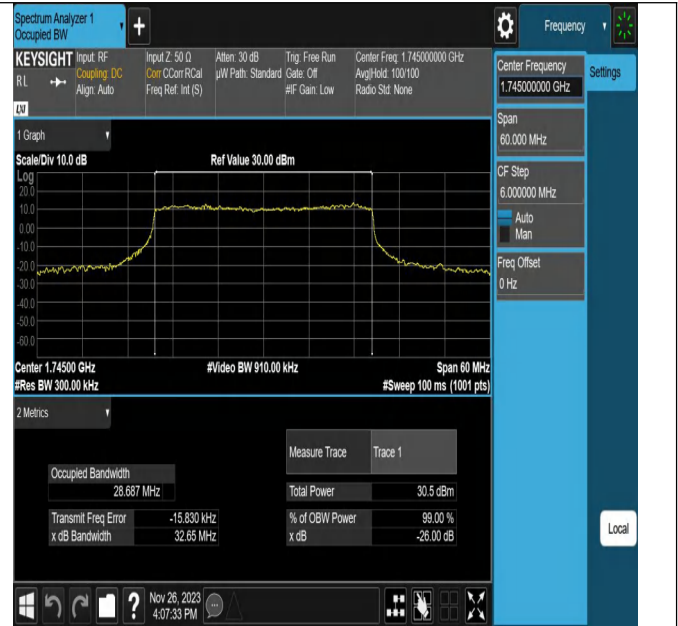 Spectrum Analyzer 1
Occupied BW
+
Frequency
KEYSIGHT
RL
LXI
Input: RF
Coupling: DC
Align: Auto
Input Z: 50 Ω
Corr CCorr RCal
Freq Ref: Int (S)
Atten: 30 dB
µW Path: Standard
Trig: Free Run
Gate: Off
#IF Gain: Low
Center Freq: 1.745000000 GHz
Avg|Hold: 100/100
Radio Std: None
Center Frequency
1.745000000 GHz
Settings
Span
60.000 MHz
CF Step
6.000000 MHz
Auto
Man
Freq Offset
0 Hz
1 Graph
Scale/Div 10.0 dB
Ref Value 30.00 dBm
Log
20.0
10.0
0.00
-10.0
-20.0
-30.0
-40.0
-50.0
-60.0
Center 1.74500 GHz
#Video BW 910.00 kHz
Span 60 MHz
#Res BW 300.00 kHz
#Sweep 100 ms (1001 pts)
2 Metrics
Measure Trace
Trace 1
Occupied Bandwidth
28.687 MHz
Total Power
30.5 dBm
Transmit Freq Error
-15.830 kHz
% of OBW Power
99.00 %
x dB Bandwidth
32.65 MHz
x dB
-26.00 dB
Local
?
Nov 26, 2023
4:07:33 PM